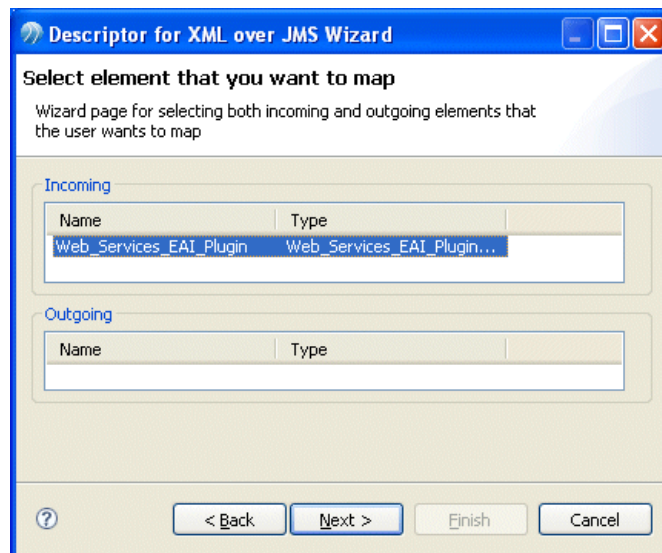 Descriptor for XML over JMS Wizard
Select element that you want to map
Wizard page for selecting both incoming and outgoing elements that
the user wants to map
Incoming
Name Type
Web_Services_EAI_Plugin Web_Services_EAI_Plugin...
Outgoing
Name Type
? < Back Next > Finish Cancel